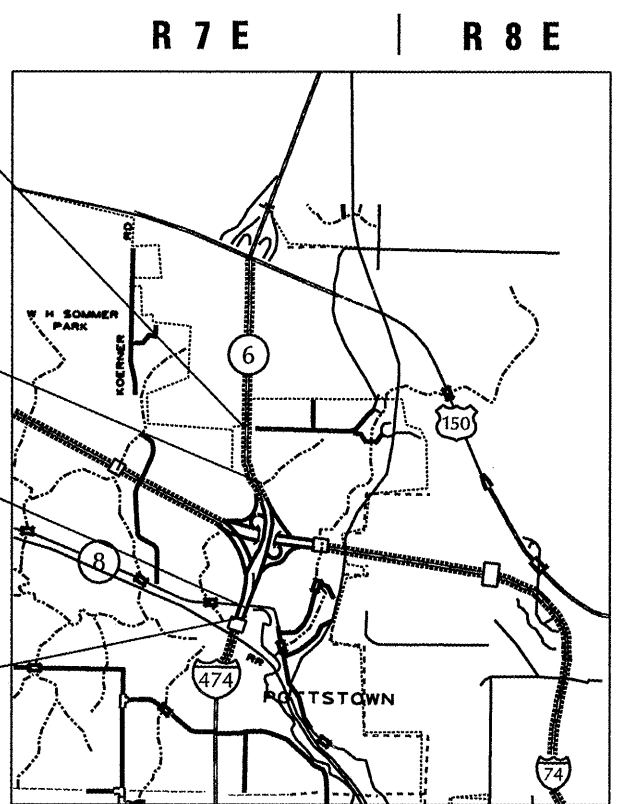 R 7 E | R 8 E
RD
W H SOMMER
PARK
KOERNER
6
150
8
RR
474
POTTSTOWN
74